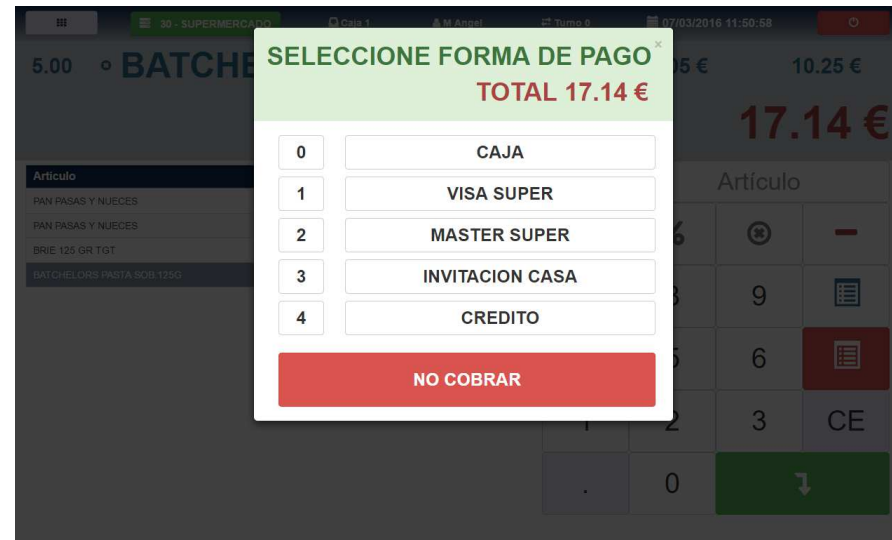 30 - SUPERMERCADO Caja 1 M Angel Turno 0 07/03/2016 11:50:58
SELECCIONE FORMA DE PAGO ×
TOTAL 17.14 €
5.00 BATCHE 05 € 10.25 €
17.14 €
0 CAJA
1 VISA SUPER
2 MASTER SUPER
3 INVITACION CASA
4 CREDITO
NO COBRAR
Artículo
PAN PASAS Y NUECES
PAN PASAS Y NUECES
BRIE 125 GR TGT
BATCHELORS PASTA SOB.125G
Artículo
%
9
6
1 2 3 CE
. 0